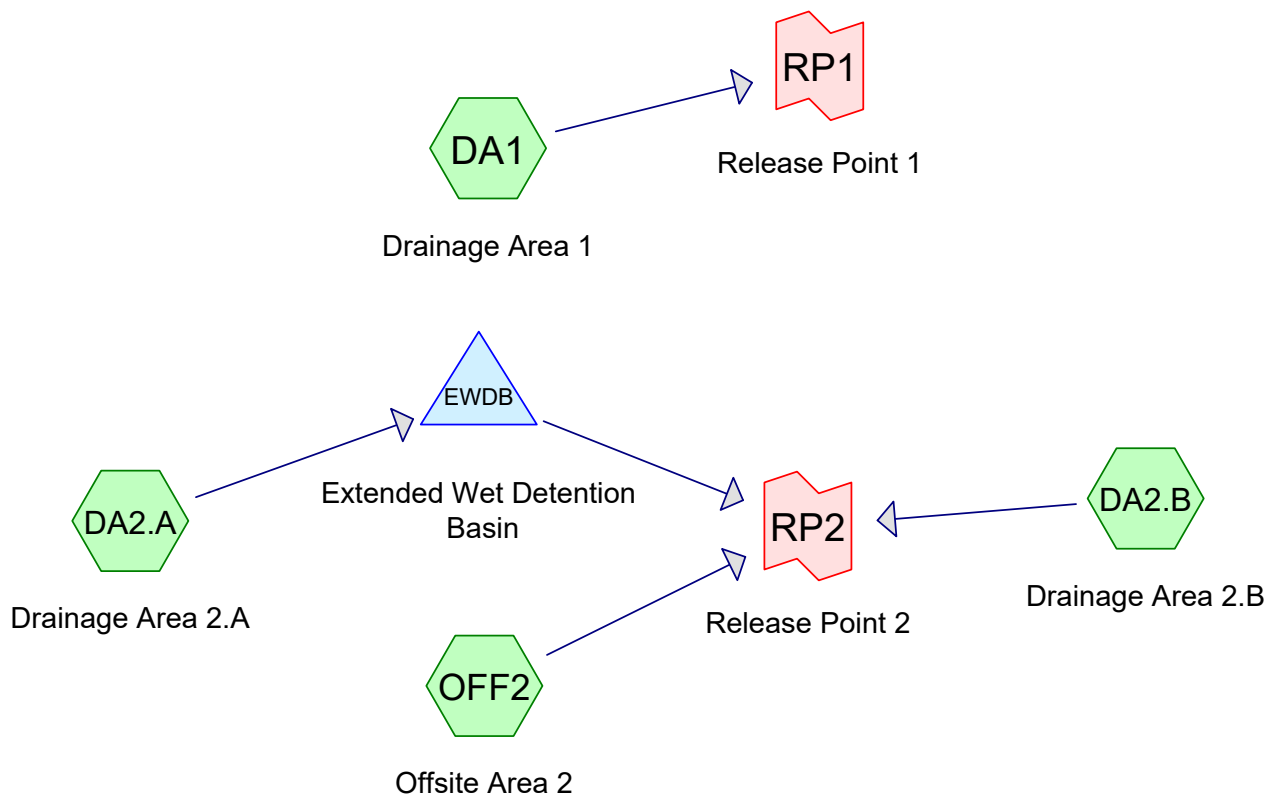 RP1
Release Point 1
DA1
Drainage Area 1
EWDB
Extended Wet Detention
Basin
DA2.A
Drainage Area 2.A
RP2
Release Point 2
DA2.B
Drainage Area 2.B
OFF2
Offsite Area 2